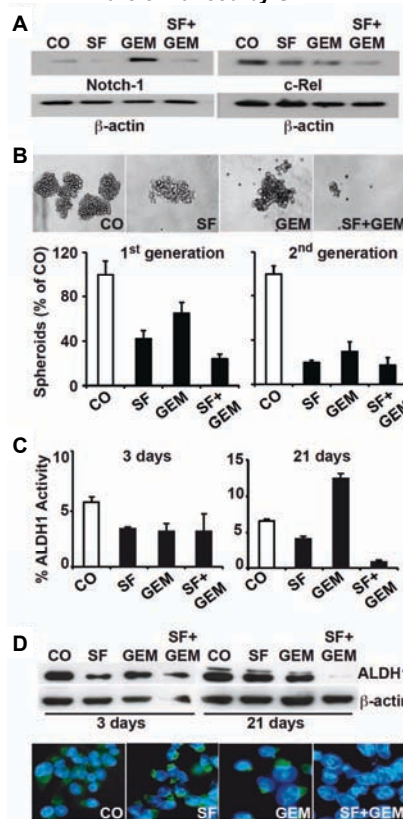 A
CO SF GEM SF+ GEM CO SF GEM SF+ GEM
Notch-1 c-Rel
β-actin β-actin
B
CO SF GEM SF+GEM
Spheroids (% of CO)
1st generation 2nd generation
120
80
40
0
CO SF GEM SF+ GEM CO SF GEM SF+ GEM
C
% ALDH1 Activity
3 days 21 days
10 15
5 10
0 5
0
CO SF GEM SF+ GEM CO SF GEM SF+ GEM
D
CO SF GEM SF+ GEM CO SF GEM SF+ GEM
ALDH1
β-actin
3 days 21 days
CO SF GEM SF+GEM